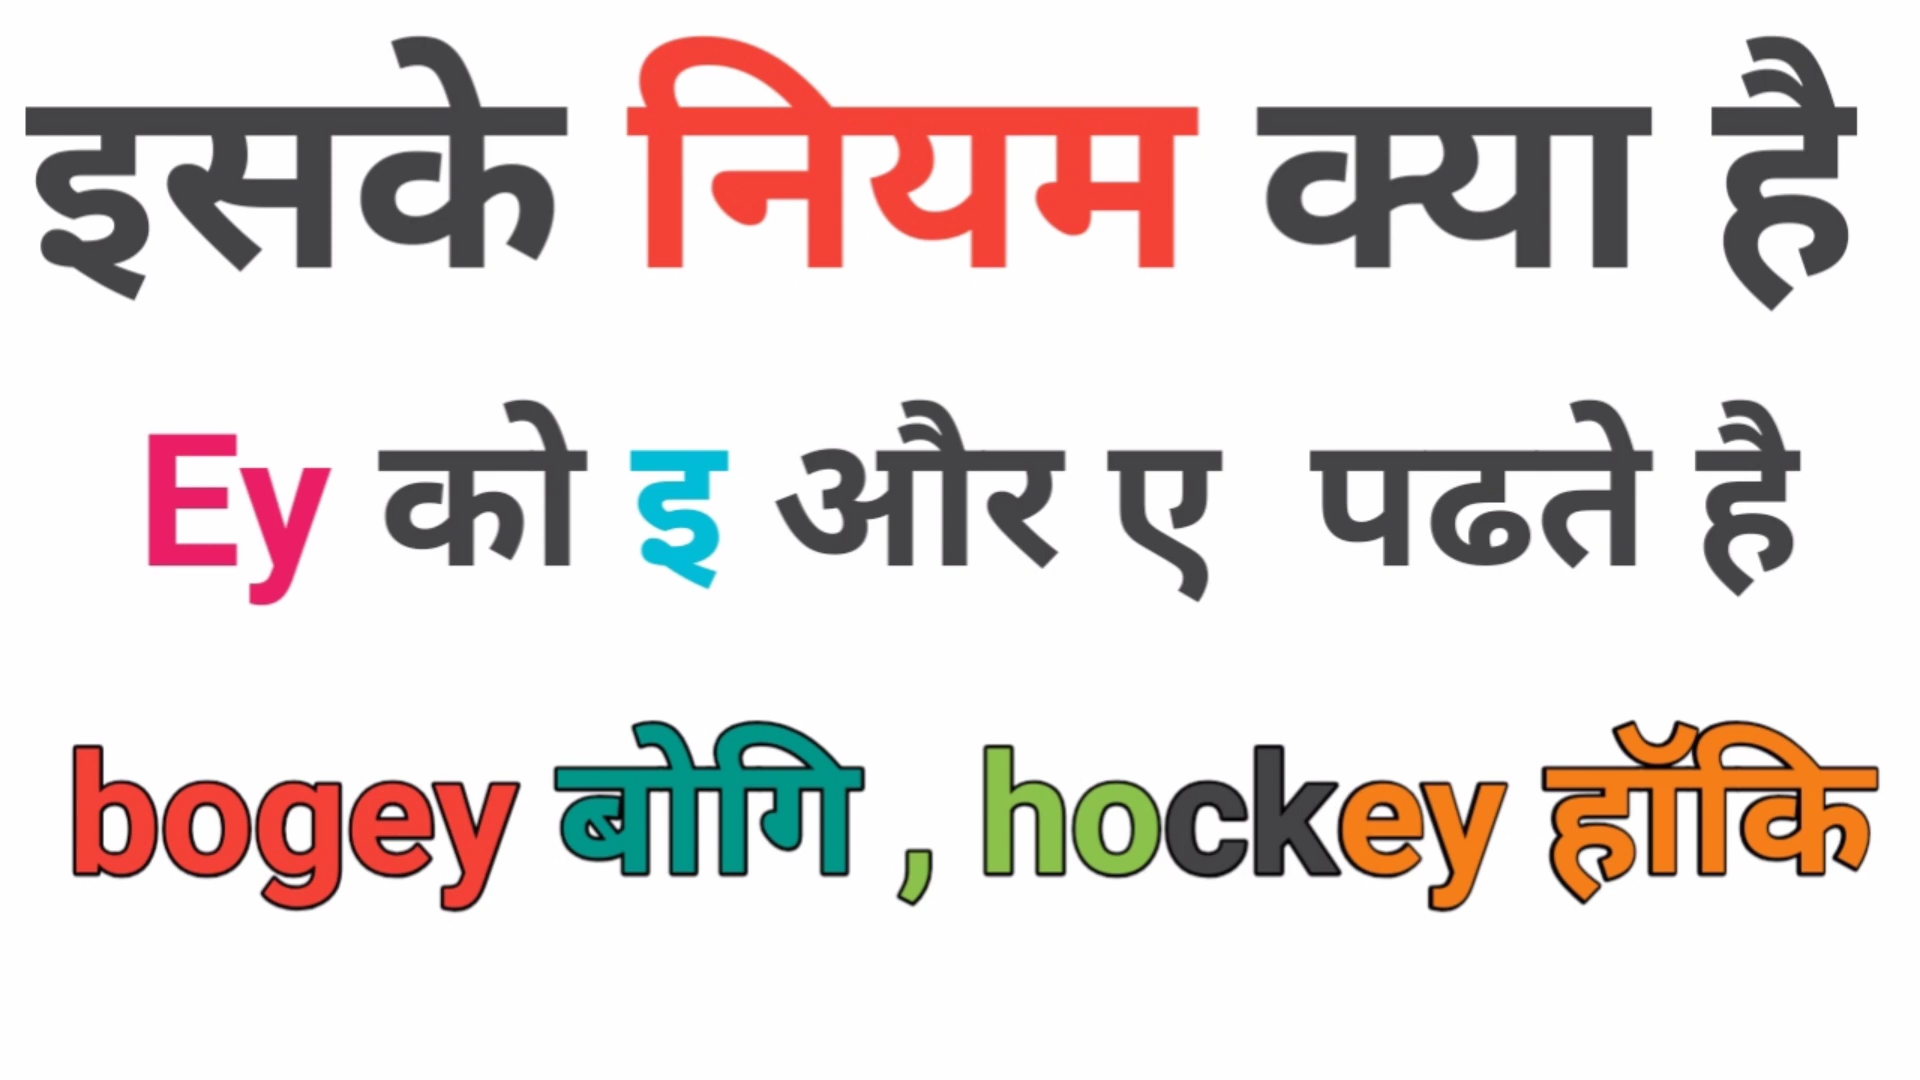 इसके नियम क्या है
Ey को इ और ए पढते है
bogey बोगि , hockey हॉकि